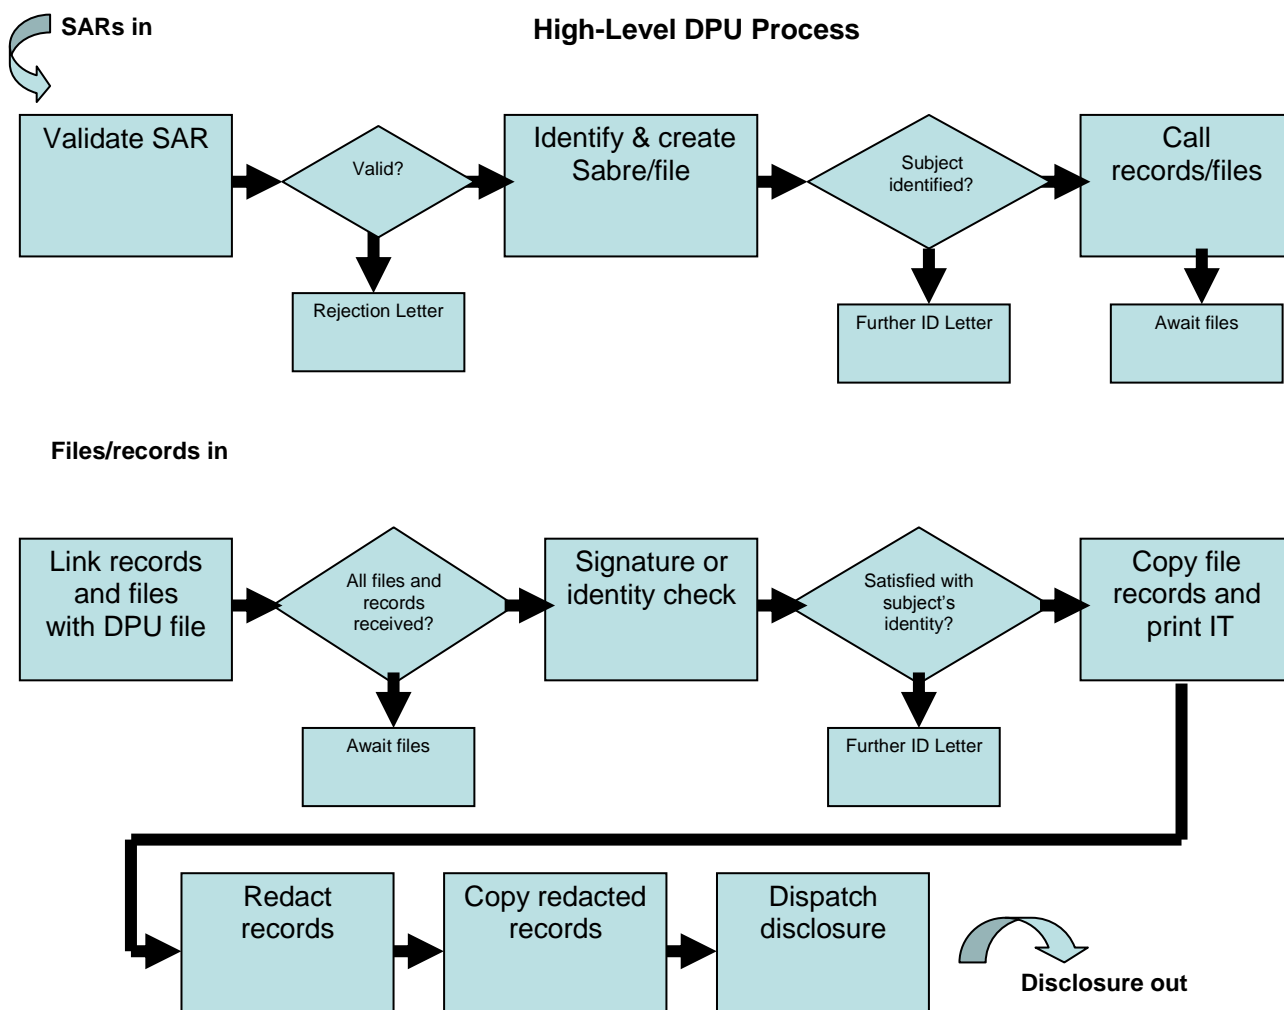 SARs in
High-Level DPU Process
Validate SAR
Valid?
Identify & create
Sabre/file
Subject
identified?
Call
records/files
Rejection Letter
Further ID Letter
Await files
Files/records in
Link records
and files
with DPU file
All files and
records
received?
Signature or
identity check
Satisfied with
subject's
identity?
Copy file
records and
print IT
Await files
Further ID Letter
Redact
records
Copy redacted
records
Dispatch
disclosure
Disclosure out